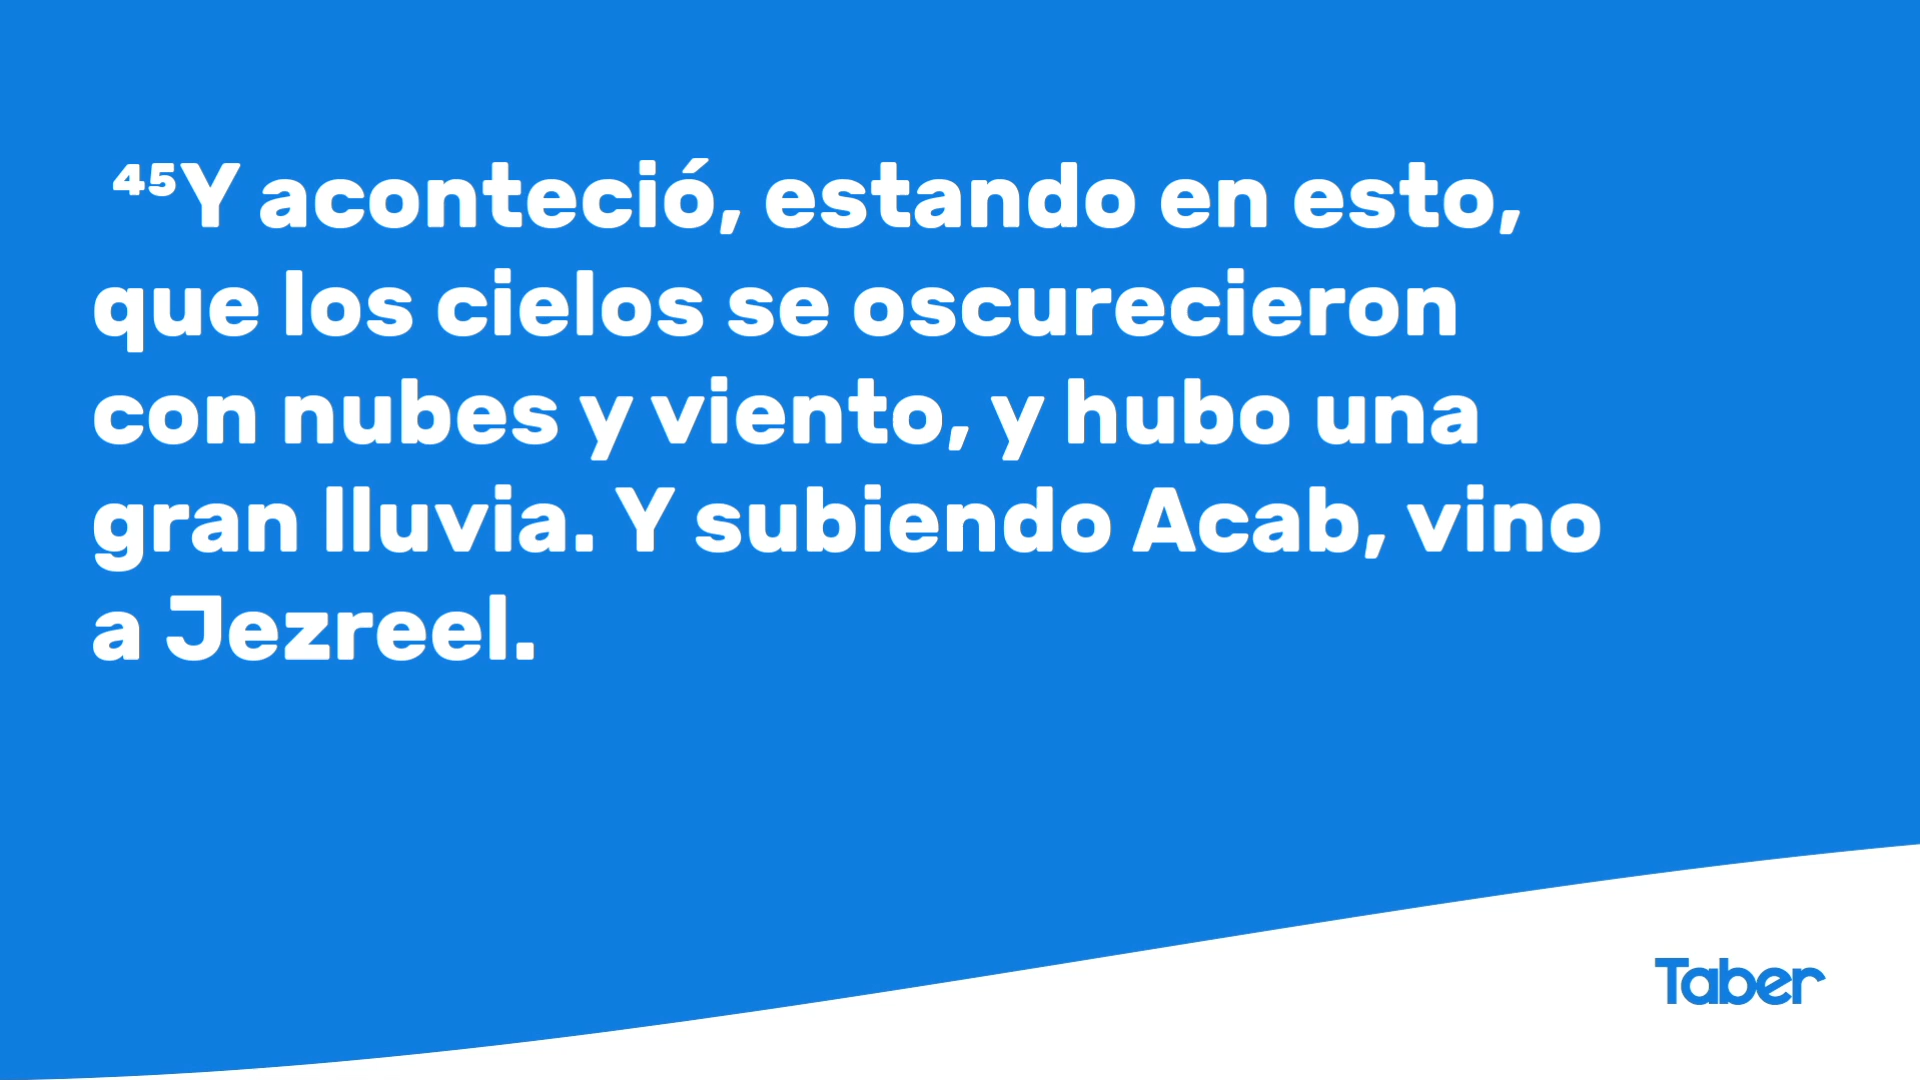 ⁴⁵Y aconteció, estando en esto,
que los cielos se oscurecieron
con nubes y viento, y hubo una
gran lluvia. Y subiendo Acab, vino
a Jezreel.
Taber